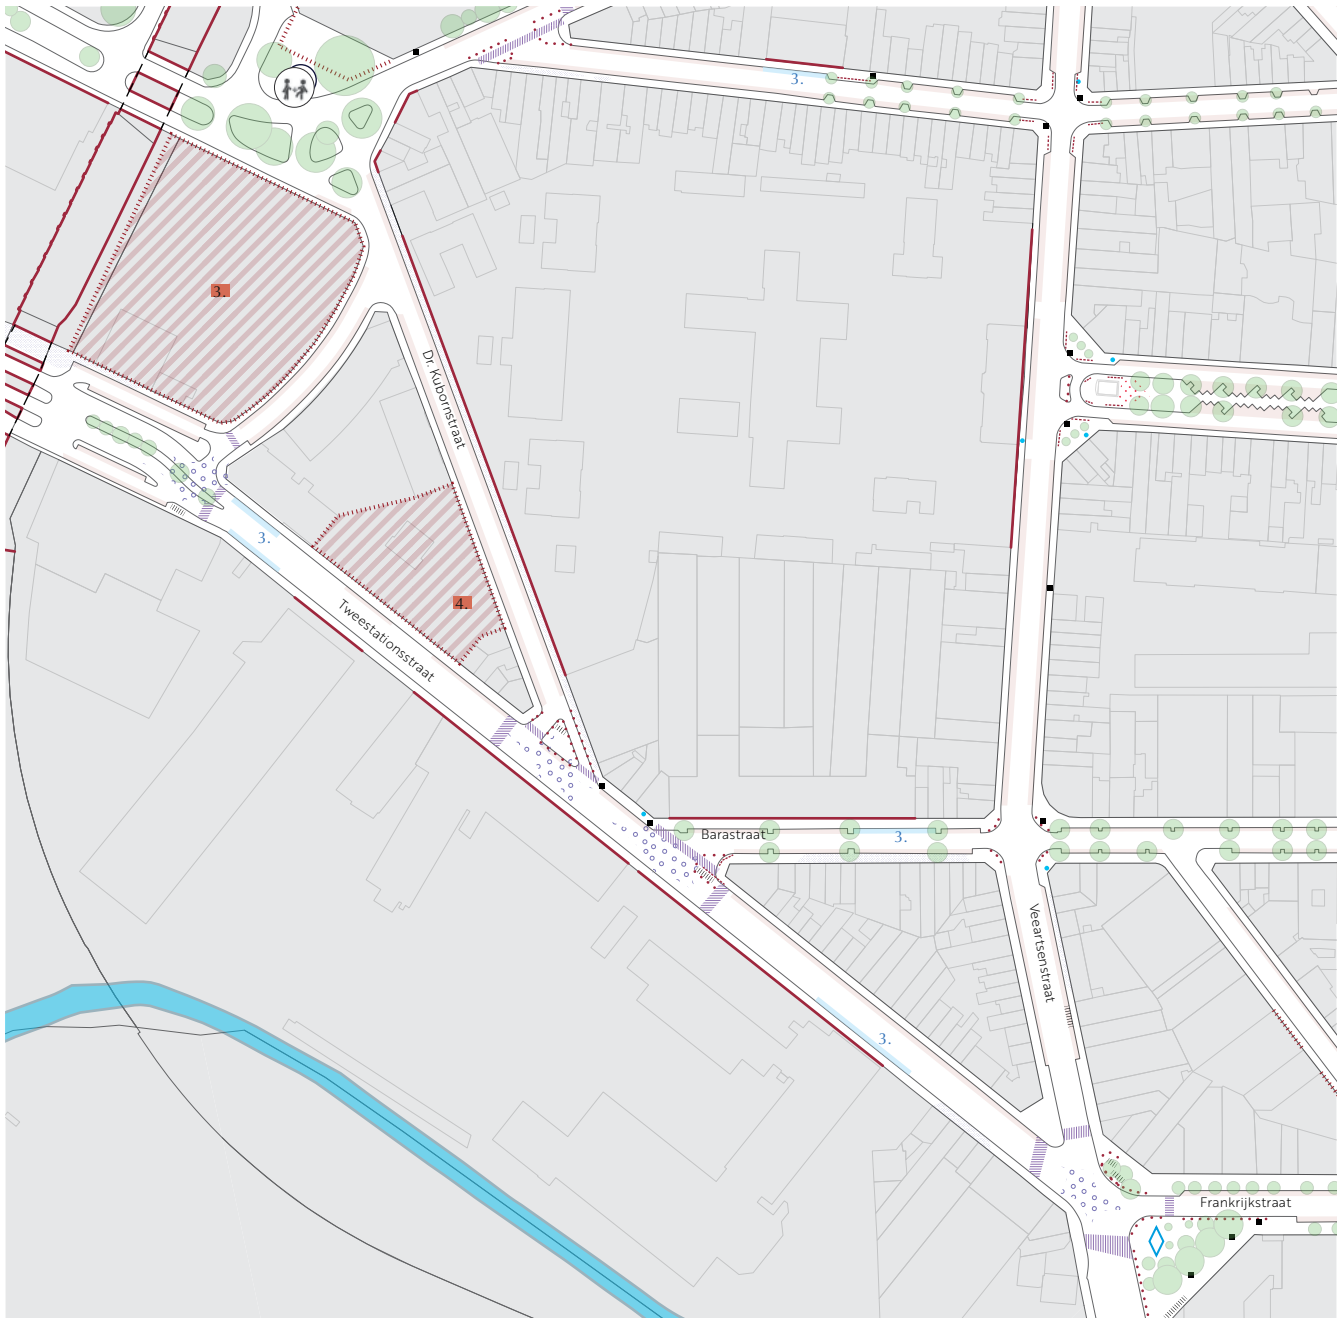 3.
3.
Dr. Kubornstraat
3.
4.
Tweestationsstraat
Barastraat
3.
Veeartsenstraat
3.
Frankrijkstraat